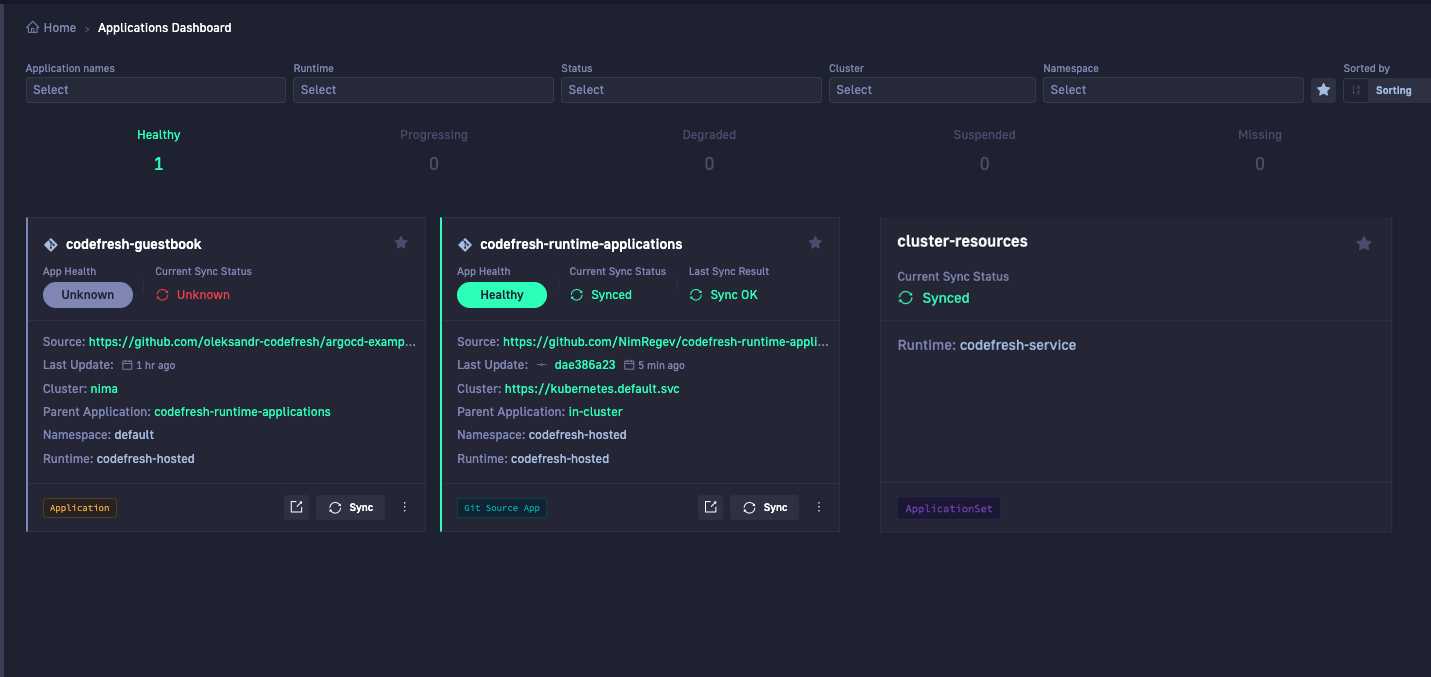 Home > Applications Dashboard
Application names Runtime Status Cluster Namespace Sorted by
Select Select Select Select Select Sorting
Healthy Progressing Degraded Suspended Missing
1 0 0 0 0
codefresh-guestbook
App Health Current Sync Status
Unknown Unknown
Source: https://github.com/oleksandr-codefresh/argocd-examp...
Last Update: 1 hr ago
Cluster: nima
Parent Application: codefresh-runtime-applications
Namespace: default
Runtime: codefresh-hosted
Application Sync
codefresh-runtime-applications
App Health Current Sync Status Last Sync Result
Healthy Synced Sync OK
Source: https://github.com/NimRegev/codefresh-runtime-appli...
Last Update: dae386a23 5 min ago
Cluster: https://kubernetes.default.svc
Parent Application: in-cluster
Namespace: codefresh-hosted
Runtime: codefresh-hosted
Git Source App Sync
cluster-resources
Current Sync Status
Synced
Runtime: codefresh-service
ApplicationSet